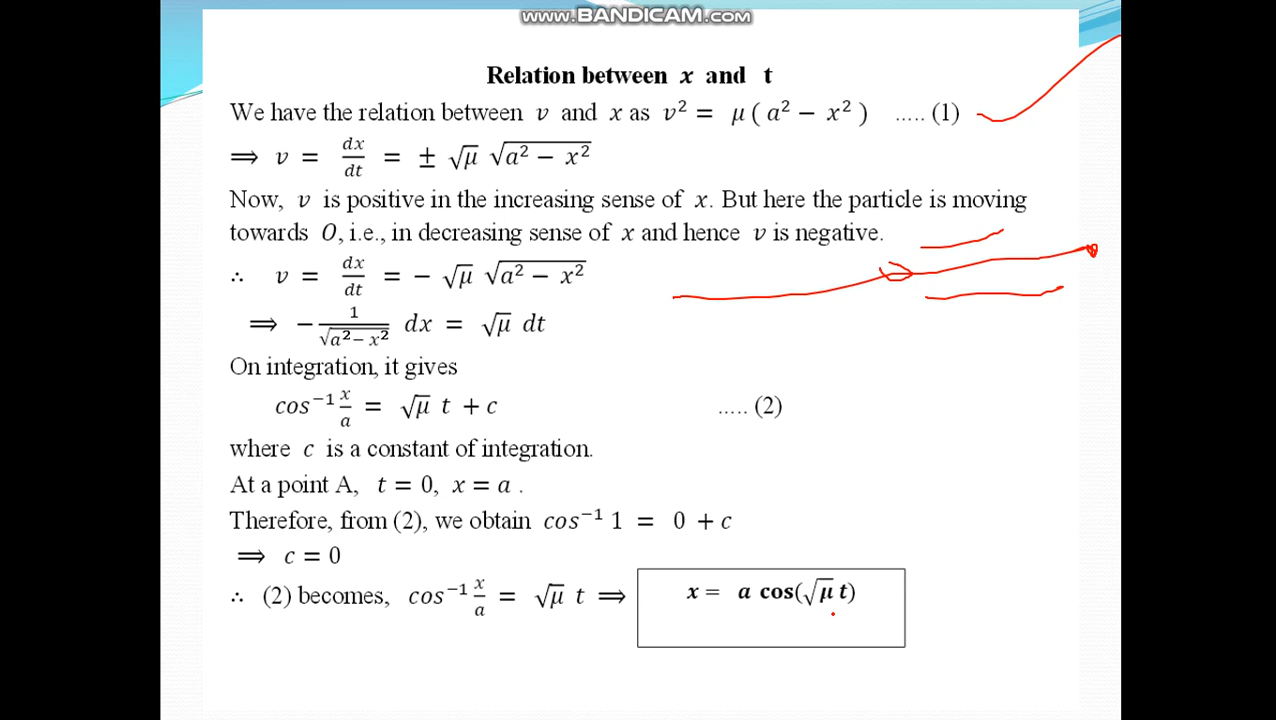 www.BANDICAM.com
Relation between x and t
We have the relation between v and x as v² = μ ( a² − x² ) ..... (1)
⟹ v = dx/dt = ± √μ √(a² − x²)
Now, v is positive in the increasing sense of x. But here the particle is moving
towards O, i.e., in decreasing sense of x and hence v is negative.
∴ v = dx/dt = − √μ √(a² − x²)
⟹ − 1/√(a² − x²) dx = √μ dt
On integration, it gives
cos⁻¹ x/a = √μ t + c ..... (2)
where c is a constant of integration.
At a point A, t = 0, x = a .
Therefore, from (2), we obtain cos⁻¹ 1 = 0 + c
⟹ c = 0
∴ (2) becomes, cos⁻¹ x/a = √μ t ⟹ x = a cos(√μ t)